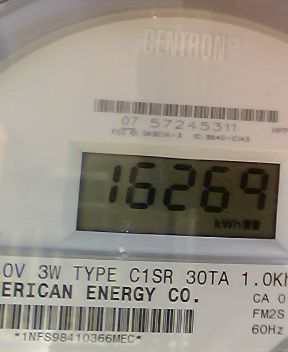 CENTRON®
07 57245311
16269
kWh
0V 3W TYPE C1SR 30TA 1.0K
ERICAN ENERGY CO.
CA 0
FM2S
60Hz
*1NFS98410366MEC*